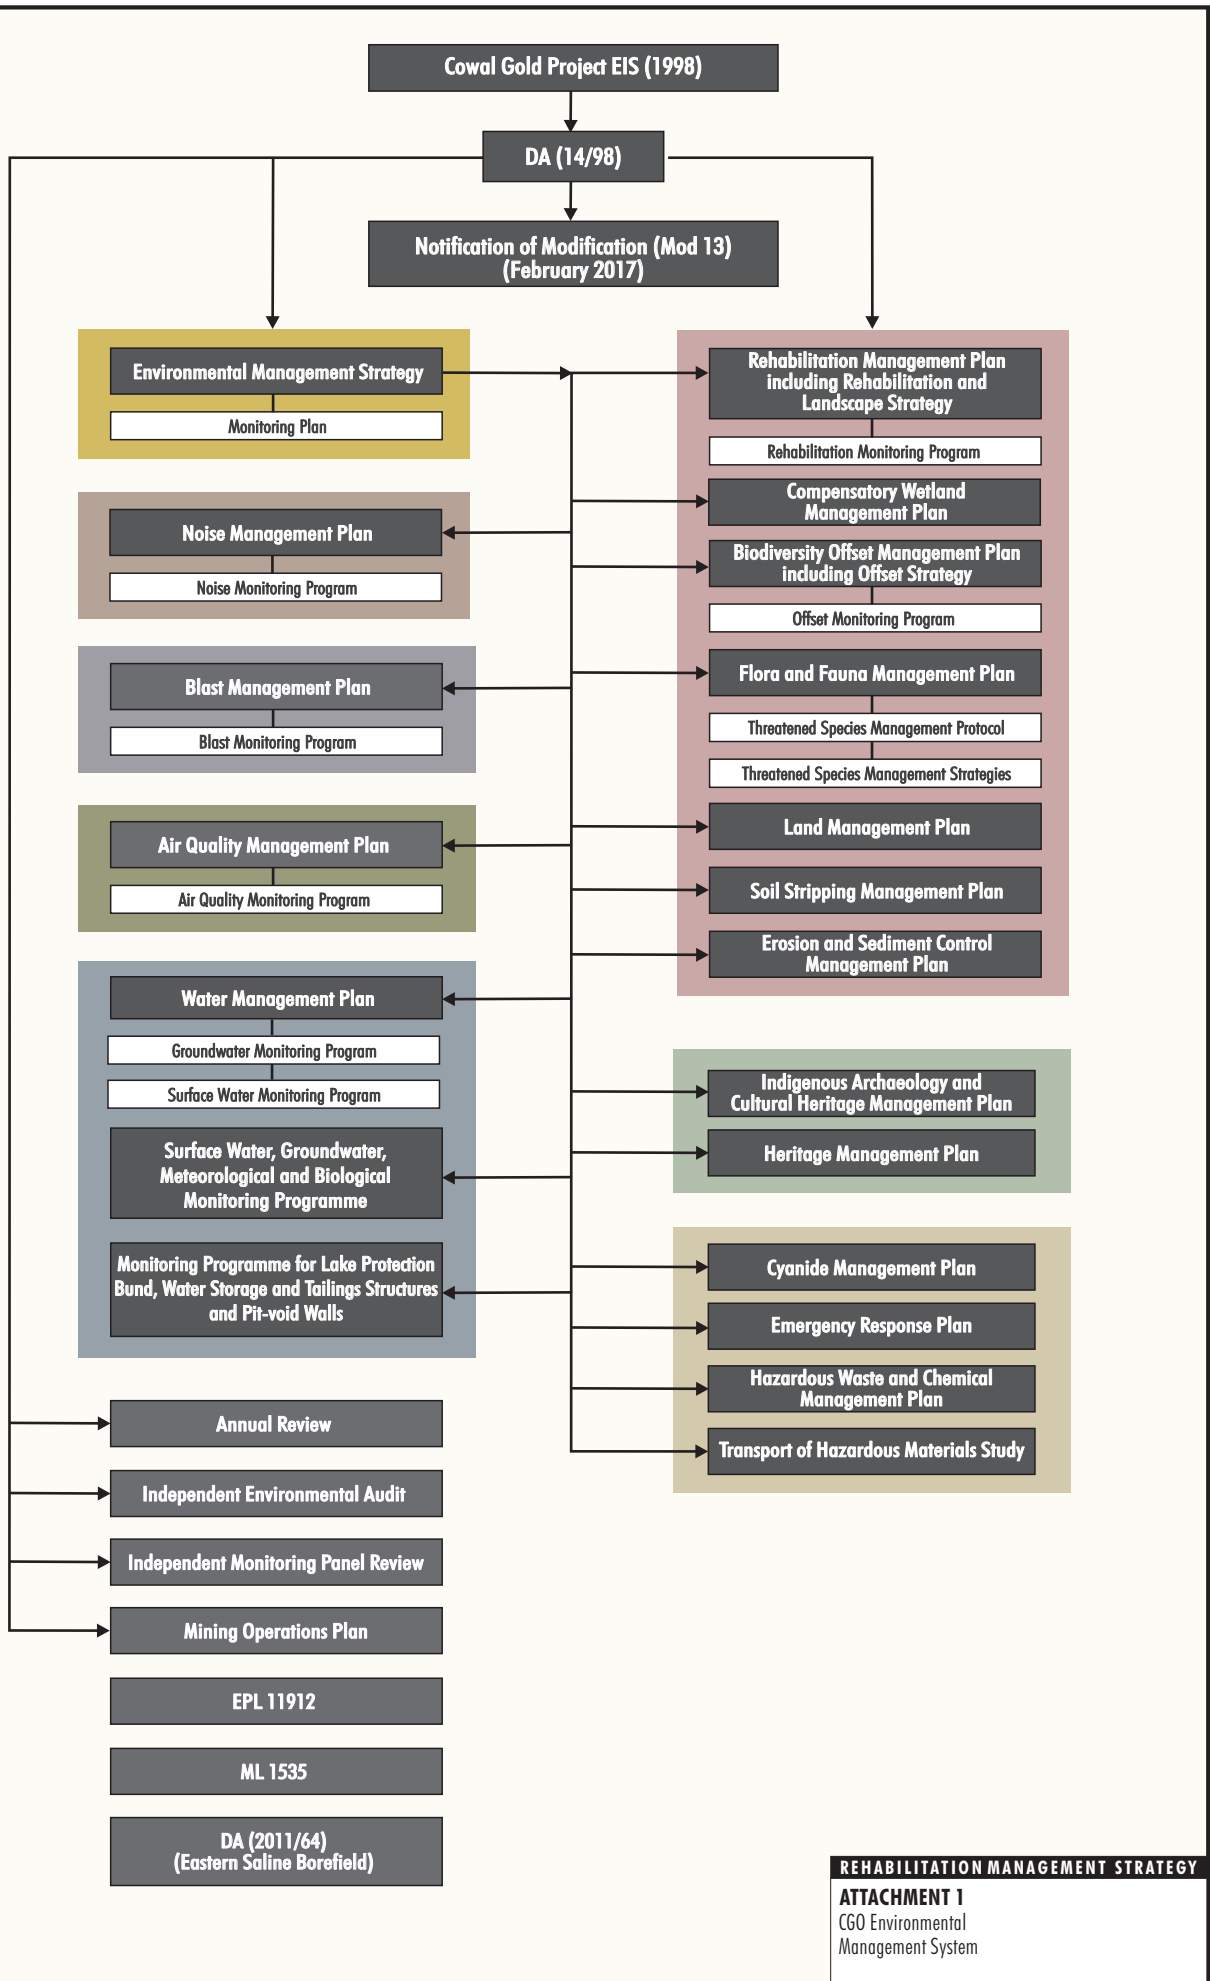 Cowal Gold Project EIS (1998)
DA (14/98)
Notification of Modification (Mod 13)
(February 2017)
Environmental Management Strategy
Monitoring Plan
Noise Management Plan
Noise Monitoring Program
Blast Management Plan
Blast Monitoring Program
Air Quality Management Plan
Air Quality Monitoring Program
Water Management Plan
Groundwater Monitoring Program
Surface Water Monitoring Program
Surface Water, Groundwater,
Meteorological and Biological
Monitoring Programme
Monitoring Programme for Lake Protection
Bund, Water Storage and Tailings Structures
and Pit-void Walls
Annual Review
Independent Environmental Audit
Independent Monitoring Panel Review
Mining Operations Plan
EPL 11912
ML 1535
DA (2011/64)
(Eastern Saline Borefield)
Rehabilitation Management Plan
including Rehabilitation and
Landscape Strategy
Rehabilitation Monitoring Program
Compensatory Wetland
Management Plan
Biodiversity Offset Management Plan
including Offset Strategy
Offset Monitoring Program
Flora and Fauna Management Plan
Threatened Species Management Protocol
Threatened Species Management Strategies
Land Management Plan
Soil Stripping Management Plan
Erosion and Sediment Control
Management Plan
Indigenous Archaeology and
Cultural Heritage Management Plan
Heritage Management Plan
Cyanide Management Plan
Emergency Response Plan
Hazardous Waste and Chemical
Management Plan
Transport of Hazardous Materials Study
REHABILITATION MANAGEMENT STRATEGY
ATTACHMENT 1
CGO Environmental
Management System